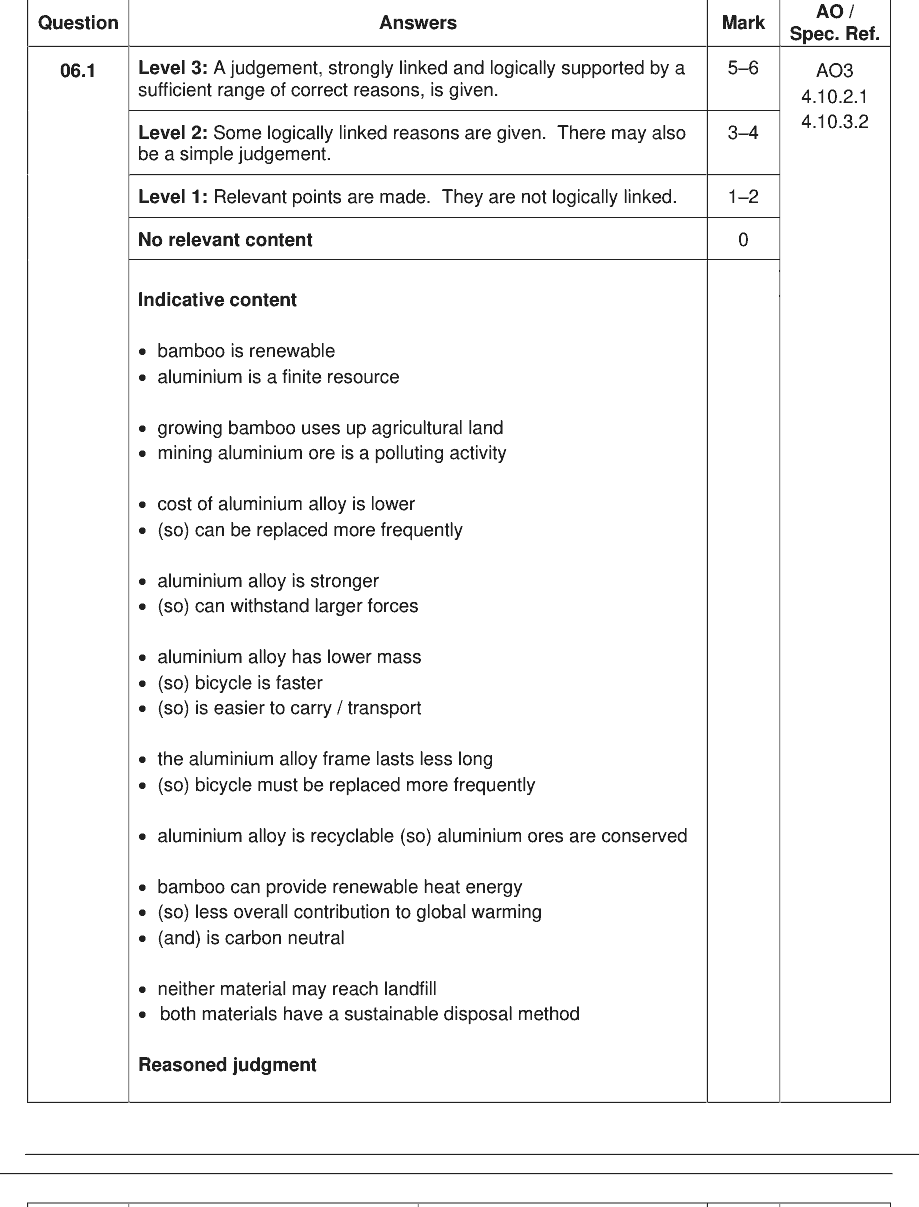 Question Answers Mark AO /
Spec. Ref.
06.1 Level 3: A judgement, strongly linked and logically supported by a 5–6 AO3
sufficient range of correct reasons, is given. 4.10.2.1
4.10.3.2
Level 2: Some logically linked reasons are given.  There may also 3–4
be a simple judgement.
Level 1: Relevant points are made.  They are not logically linked. 1–2
No relevant content 0
Indicative content
• bamboo is renewable
• aluminium is a finite resource
• growing bamboo uses up agricultural land
• mining aluminium ore is a polluting activity
• cost of aluminium alloy is lower
• (so) can be replaced more frequently
• aluminium alloy is stronger
• (so) can withstand larger forces
• aluminium alloy has lower mass
• (so) bicycle is faster
• (so) is easier to carry / transport
• the aluminium alloy frame lasts less long
• (so) bicycle must be replaced more frequently
• aluminium alloy is recyclable (so) aluminium ores are conserved
• bamboo can provide renewable heat energy
• (so) less overall contribution to global warming
• (and) is carbon neutral
• neither material may reach landfill
• both materials have a sustainable disposal method
Reasoned judgment